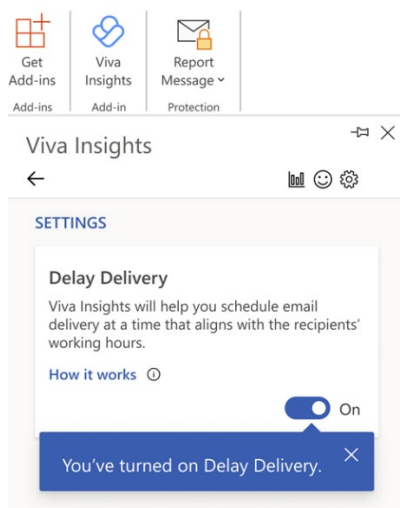 Get
Add-ins
Viva
Insights
Report
Message
Add-ins
Add-in
Protection
Viva Insights
SETTINGS
Delay Delivery
Viva Insights will help you schedule email
delivery at a time that aligns with the recipients'
working hours.
How it works
On
You've turned on Delay Delivery.